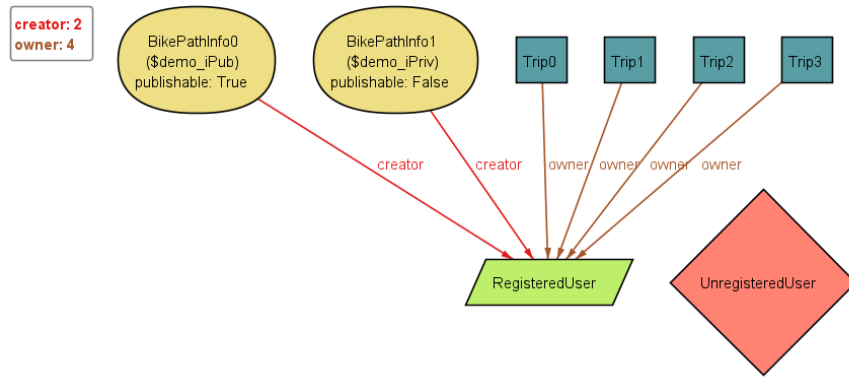 creator: 2
owner: 4
BikePathInfo0
($demo_iPub)
publishable: True
BikePathInfo1
($demo_iPriv)
publishable: False
Trip0
Trip1
Trip2
Trip3
creator
creator
owner
owner
owner
owner
RegisteredUser
UnregisteredUser